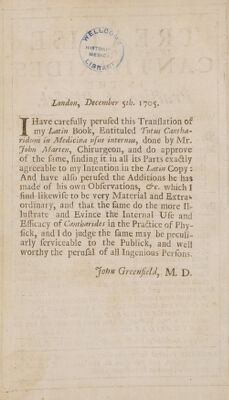 WELLCOME
HISTORICAL
MEDICAL
LIBRARY
London, December 5th. 1705.
I Have carefully peruſed this Tranſlation of
my Latin Book, Entituled Tutus Cantha-
ridum in Medicina uſus internus, done by Mr.
John Marten, Chirurgeon, and do approve
of the ſame, finding it in all its Parts exactly
agreeable to my Intention in the Latin Copy:
And have alſo peruſed the Additions he has
made of his own Obſervations, &c. which I
find likewiſe to be very Material and Extra-
ordinary, and that the ſame do the more Il-
luſtrate and Evince the Internal Uſe and
Efficacy of Cantharides in the Practice of Phy-
ſick, and I do judge the ſame may be peculi-
arly ſerviceable to the Publick, and well
worthy the peruſal of all Ingenious Perſons.
John Greenfield, M. D.